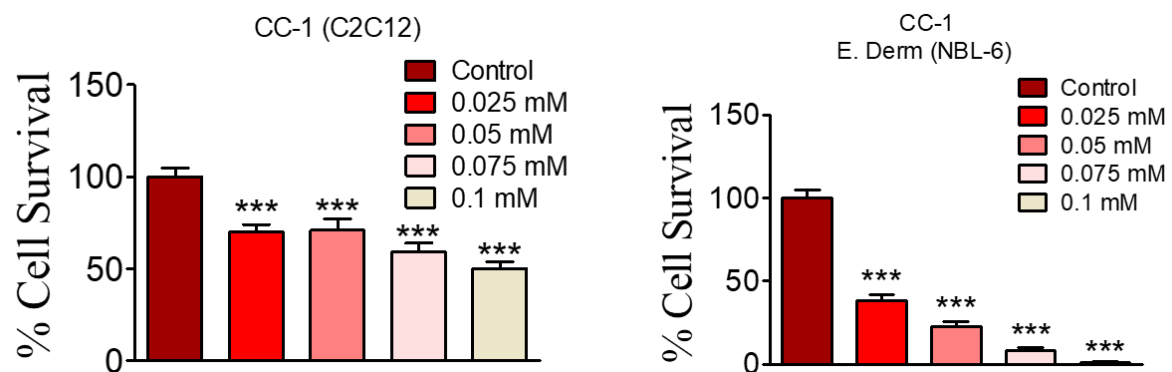 CC-1 (C2C12)
% Cell Survival
150
100
50
0
Control
0.025 mM
0.05 mM
0.075 mM
0.1 mM
***
***
***
***
CC-1
E. Derm (NBL-6)
% Cell Survival
150
100
50
0
Control
0.025 mM
0.05 mM
0.075 mM
0.1 mM
***
***
***
***